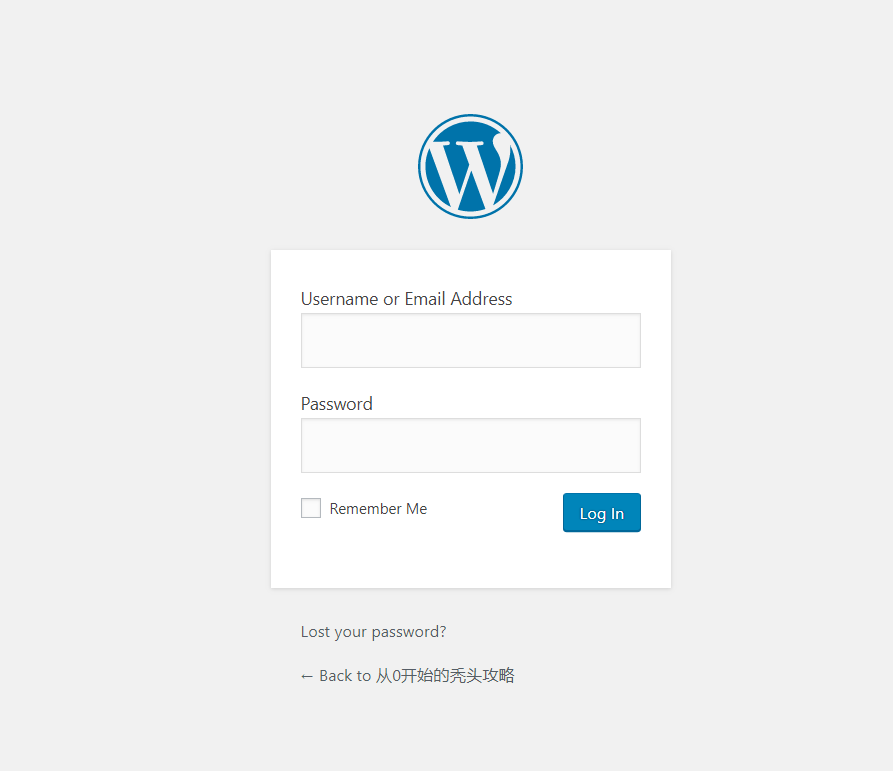 Username or Email Address
Password
Remember Me
Log In
Lost your password?
← Back to 从0开始的秃头攻略